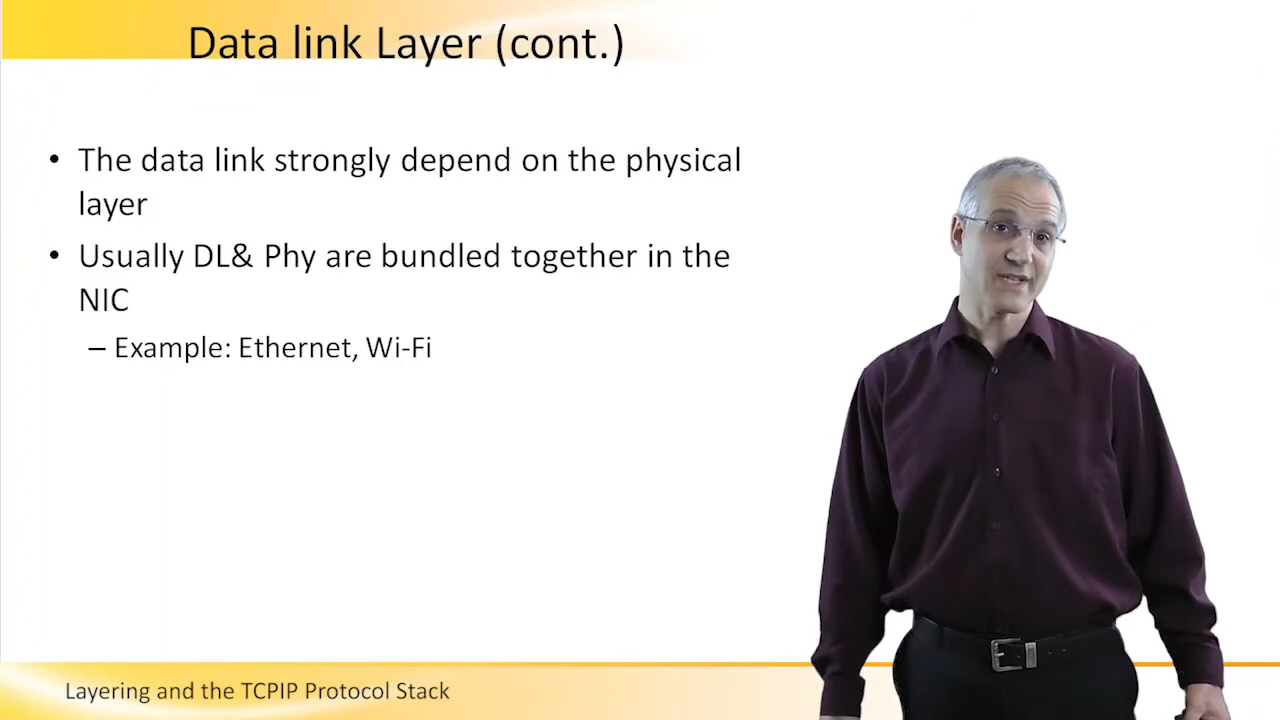 Data link Layer (cont.)
• The data link strongly depend on the physical
layer
• Usually DL& Phy are bundled together in the
NIC
– Example: Ethernet, Wi-Fi
Layering and the TCPIP Protocol Stack